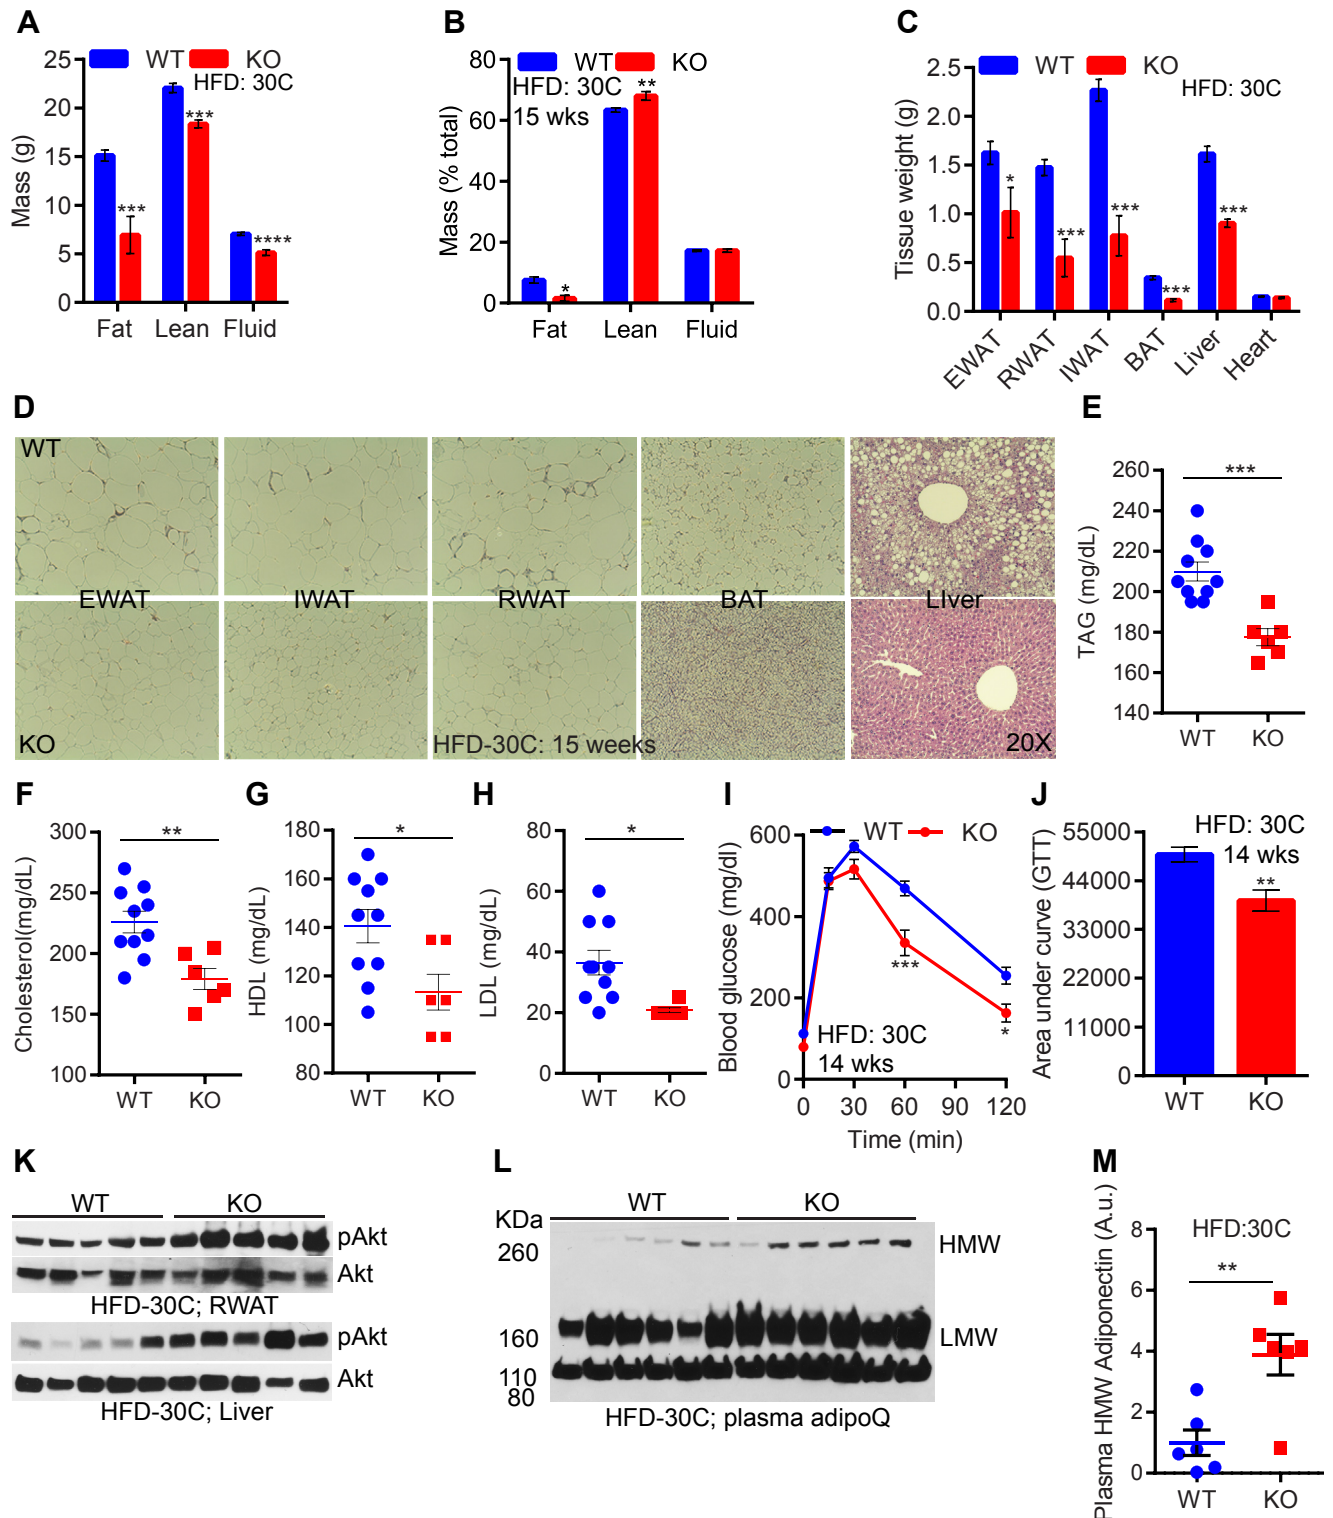 A
WT KO
HFD: 30C
Mass (g)
25
20
15
10
5
0
***
***
****
Fat Lean Fluid
B
WT KO
HFD: 30C
15 wks
Mass (% total)
80
60
40
20
0
*
**
Fat Lean Fluid
C
WT KO
HFD: 30C
Tissue weight (g)
2.5
2.0
1.5
1.0
0.5
0.0
*
***
***
***
***
EWAT RWAT IWAT BAT Liver Heart
D
WT
EWAT IWAT RWAT BAT LIver
KO
HFD-30C: 15 weeks
20X
E
TAG (mg/dL)
260
240
220
200
180
160
140
***
WT KO
F
Cholesterol(mg/dL)
300
250
200
150
100
**
WT KO
G
HDL (mg/dL)
180
160
140
120
100
80
*
WT KO
H
LDL (mg/dL)
80
60
40
20
0
*
WT KO
I
WT KO
Blood glucose (mg/dl)
600
400
200
0
***
*
HFD: 30C
14 wks
0 30 60 90 120
Time (min)
J
HFD: 30C
14 wks
Area under curve (GTT)
55000
44000
33000
22000
11000
0
**
WT KO
K
WT KO
pAkt
Akt
HFD-30C; RWAT
pAkt
Akt
HFD-30C; Liver
L
WT KO
KDa
260
160
110
80
HMW
LMW
HFD-30C; plasma adipoQ
M
HFD:30C
Plasma HMW Adiponectin (A.u.)
8
6
4
2
0
**
WT KO